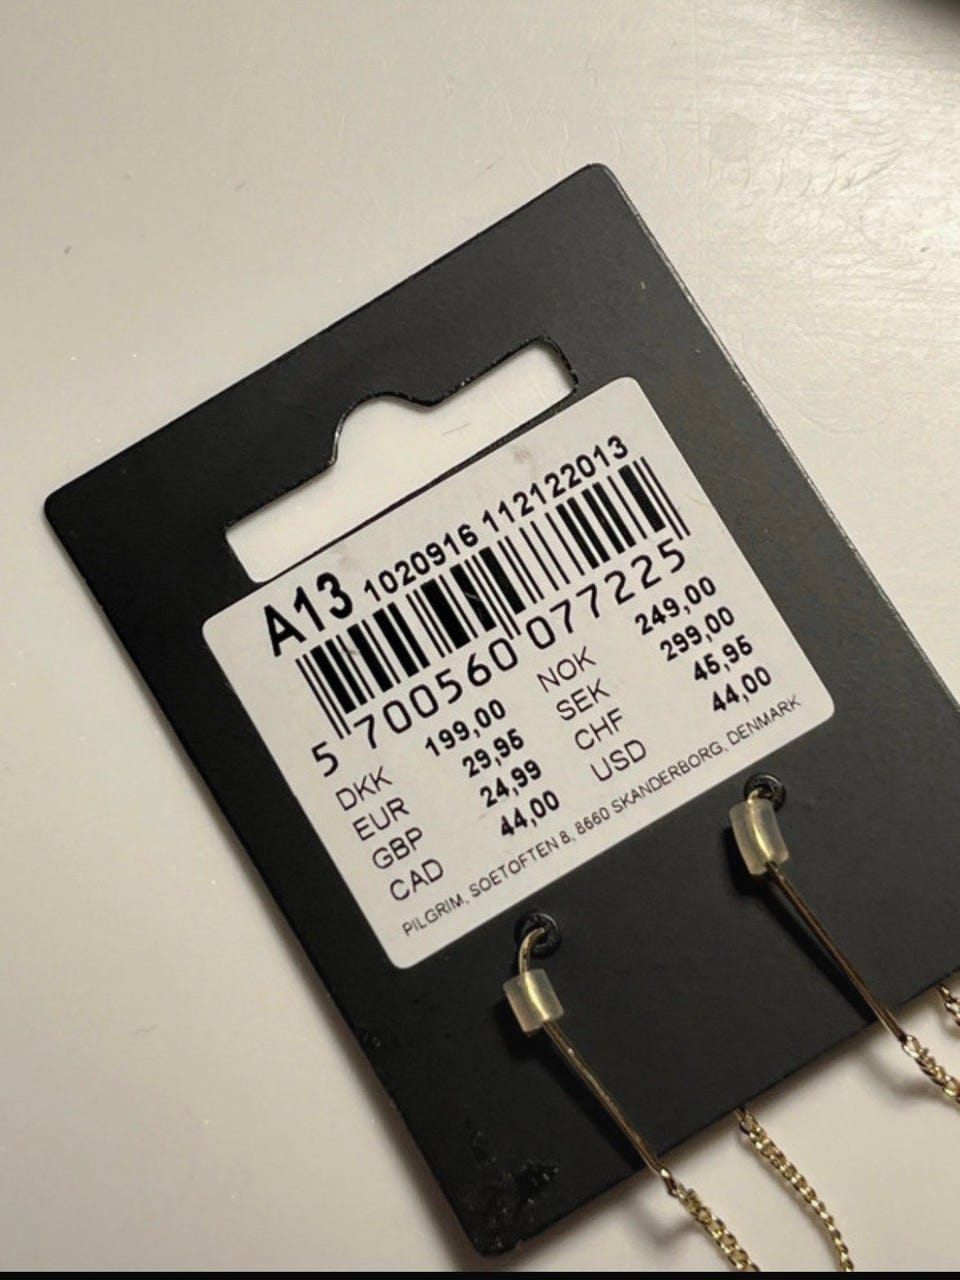 A13 1020916 112122013
5 700560 077225
DKK 199,00 NOK 249,00
EUR 29,95 SEK 299,00
GBP 24,99 CHF 45,95
CAD 44,00 USD 44,00
PILGRIM, SOETOFTEN 8, 8660 SKANDERBORG, DENMARK